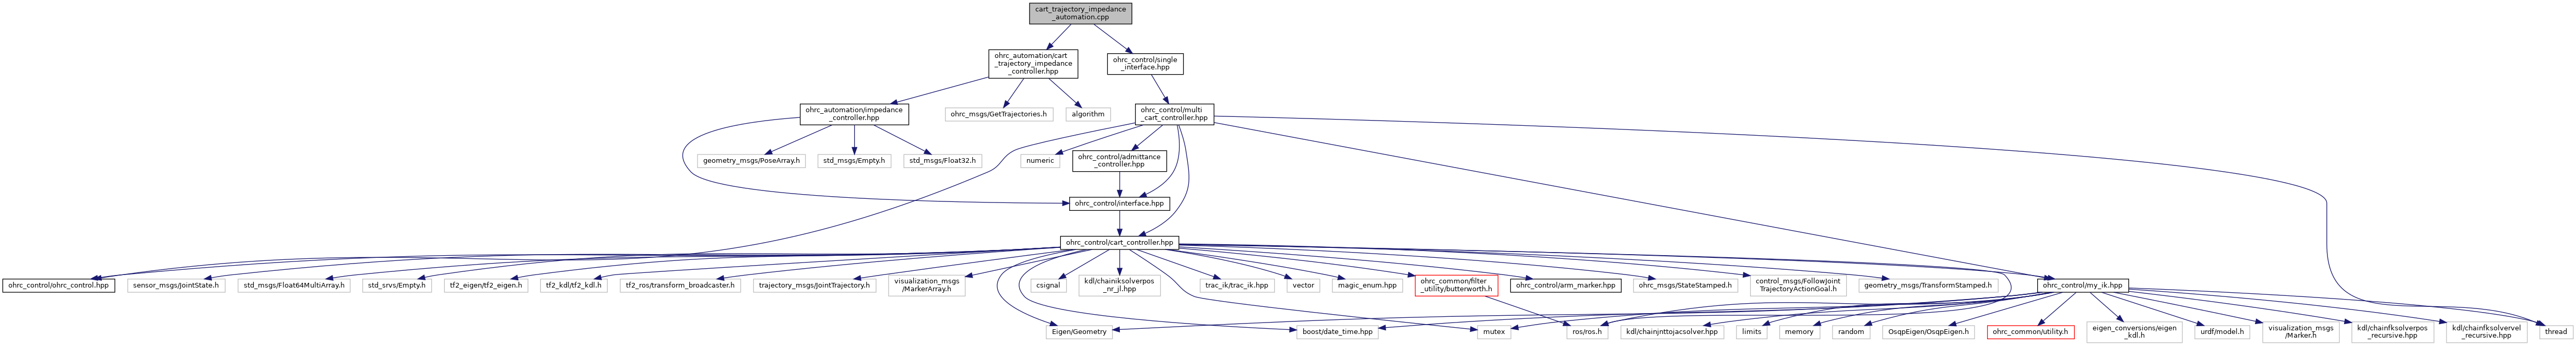 cart_trajectory_impedance
_automation.cpp
ohrc_automation/cart
_trajectory_impedance
_controller.hpp
ohrc_control/single
_interface.hpp
ohrc_automation/impedance
_controller.hpp
ohrc_msgs/GetTrajectories.h
algorithm
ohrc_control/multi
_cart_controller.hpp
geometry_msgs/PoseArray.h
std_msgs/Empty.h
std_msgs/Float32.h
numeric
ohrc_control/admittance
_controller.hpp
ohrc_control/interface.hpp
ohrc_control/cart_controller.hpp
ohrc_control/ohrc_control.hpp
sensor_msgs/JointState.h
std_msgs/Float64MultiArray.h
std_srvs/Empty.h
tf2_eigen/tf2_eigen.h
tf2_kdl/tf2_kdl.h
tf2_ros/transform_broadcaster.h
trajectory_msgs/JointTrajectory.h
visualization_msgs
/MarkerArray.h
csignal
kdl/chainiksolverpos
_nr_jl.hpp
trac_ik/trac_ik.hpp
vector
magic_enum.hpp
ohrc_common/filter
_utility/butterworth.h
ohrc_control/arm_marker.hpp
ohrc_msgs/StateStamped.h
control_msgs/FollowJoint
TrajectoryActionGoal.h
geometry_msgs/TransformStamped.h
ohrc_control/my_ik.hpp
Eigen/Geometry
boost/date_time.hpp
mutex
ros/ros.h
kdl/chainjnttojacsolver.hpp
limits
memory
random
OsqpEigen/OsqpEigen.h
ohrc_common/utility.h
eigen_conversions/eigen
_kdl.h
urdf/model.h
visualization_msgs
/Marker.h
kdl/chainfksolverpos
_recursive.hpp
kdl/chainfksolvervel
_recursive.hpp
thread